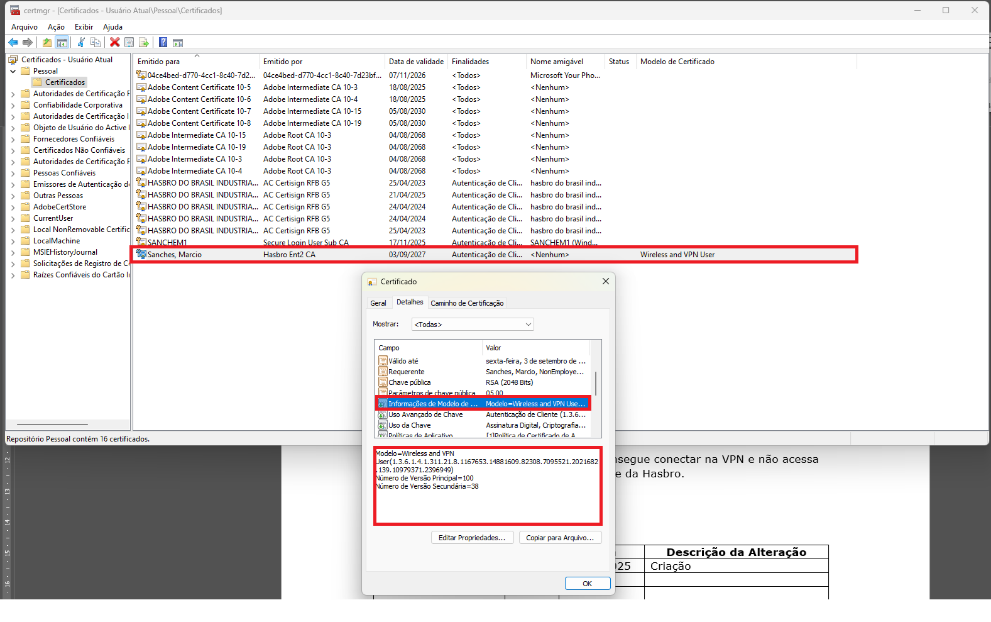 certmgr - [Certificados - Usuário Atual\Pessoal\Certificados]
Arquivo Ação Exibir Ajuda
Certificados - Usuário Atual
Pessoal
Certificados
Autoridades de Certificação
Confiabilidade Corporativa
Autoridades de Certificação
Objeto de Usuário do Active
Fornecedores Confiáveis
Certificados Não Confiáveis
Autoridades de Certificação
Pessoas Confiáveis
Emissores de Autenticação
Outras Pessoas
AdobeCertStore
CurrentUser
Local NonRemovable Certific
LocalMachine
MSIEHistoryJournal
Solicitações de Registro de
Raízes Confiáveis do Cartão
Emitido para Emitido por Data de validade Finalidades Nome amigável Status Modelo de Certificado
04ce4bed-d770-4cc1-8c40-7d2... 04ce4bed-d770-4cc1-8c40-7d23bf... 07/11/2026 <Todos> Microsoft Your Pho...
Adobe Content Certificate 10-5 Adobe Intermediate CA 10-3 18/08/2025 <Todos> <Nenhum>
Adobe Content Certificate 10-6 Adobe Intermediate CA 10-4 18/08/2025 <Todos> <Nenhum>
Adobe Content Certificate 10-7 Adobe Intermediate CA 10-15 05/08/2030 <Todos> <Nenhum>
Adobe Content Certificate 10-8 Adobe Intermediate CA 10-19 05/08/2030 <Todos> <Nenhum>
Adobe Intermediate CA 10-15 Adobe Root CA 10-3 04/08/2068 <Todos> <Nenhum>
Adobe Intermediate CA 10-19 Adobe Root CA 10-3 04/08/2068 <Todos> <Nenhum>
Adobe Intermediate CA 10-3 Adobe Root CA 10-3 04/08/2068 <Todos> <Nenhum>
Adobe Intermediate CA 10-4 Adobe Root CA 10-3 04/08/2068 <Todos> <Nenhum>
HASBRO DO BRASIL INDUSTRIA... AC Certisign RFB G5 25/04/2023 Autenticação de Cli... hasbro do brasil ind...
HASBRO DO BRASIL INDUSTRIA... AC Certisign RFB G5 21/04/2025 Autenticação de Cli... hasbro do brasil ind...
HASBRO DO BRASIL INDUSTRIA... AC Certisign RFB G5 24/04/2024 Autenticação de Cli... hasbro do brasil ind...
HASBRO DO BRASIL INDUSTRIA... AC Certisign RFB G5 24/04/2024 Autenticação de Cli... hasbro do brasil ind...
HASBRO DO BRASIL INDUSTRIA... AC Certisign RFB G5 25/04/2023 Autenticação de Cli... hasbro do brasil ind...
SANCHEM1 Secure Login User Sub CA 17/11/2025 Autenticação de Cli... SANCHEM1 (Wind...
Sanches, Marcio Hasbro Ent2 CA 03/09/2027 Autenticação de Cli... <Nenhum> Wireless and VPN User
Repositório Pessoal contém 16 certificados.
Certificado
Geral Detalhes Caminho de Certificação
Mostrar: <Todas>
Campo Valor
Válido até sexta-feira, 3 de setembro de ...
Requerente Sanches, Marcio, NonEmploye...
Chave pública RSA (2048 Bits)
Parâmetros de chave pública 05 00
Informações de Modelo de ... Modelo=Wireless and VPN Use...
Uso Avançado de Chave Autenticação de Cliente (1.3.6...
Uso da Chave Assinatura Digital, Criptografia...
Políticas de Aplicativo [1]Política de Certificado de A...
Modelo=Wireless and VPN
User(1.3.6.1.4.1.311.21.8.1167653.14881609.82308.7095521.2021682
.139.10979371.2396949)
Número de Versão Principal=100
Número de Versão Secundária=38
Editar Propriedades... Copiar para Arquivo...
OK
segue conectar na VPN e não acessa
e da Hasbro.
Descrição da Alteração
25 Criação